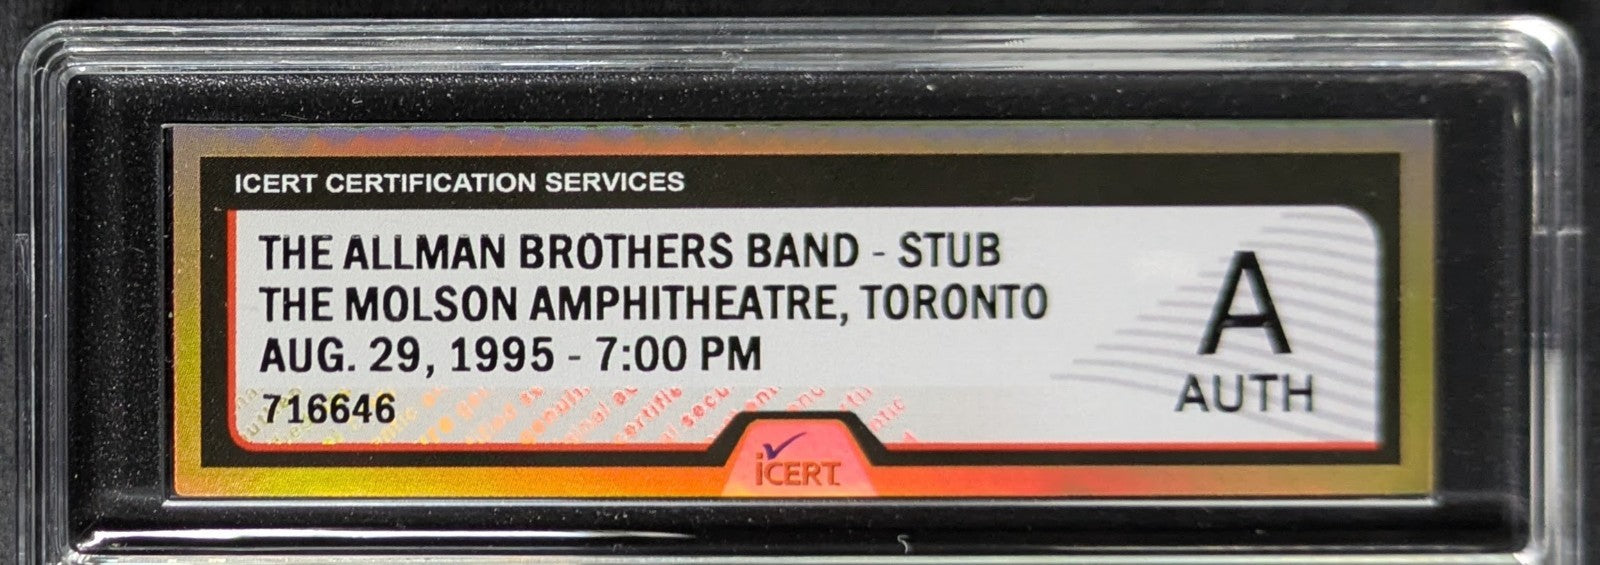 ICERT CERTIFICATION SERVICES
THE ALLMAN BROTHERS BAND - STUB
THE MOLSON AMPHITHEATRE, TORONTO
AUG. 29, 1995 - 7:00 PM
716646
A
AUTH
iCERT